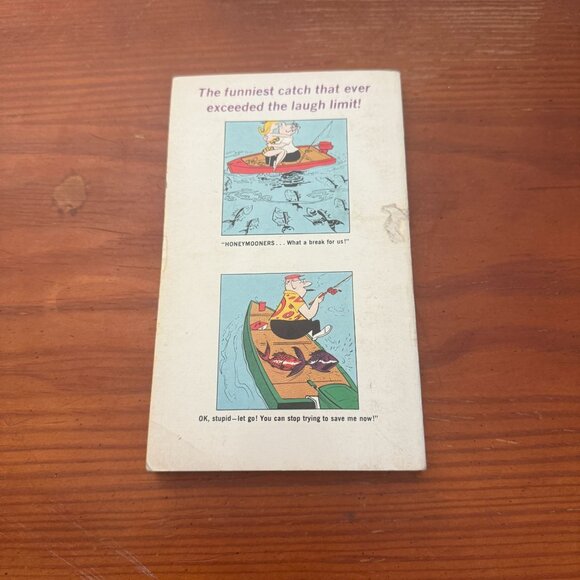 The funniest catch that ever
exceeded the laugh limit!
"HONEYMOONERS . . . What a break for us!"
OK, stupid—let go! You can stop trying to save me now!"